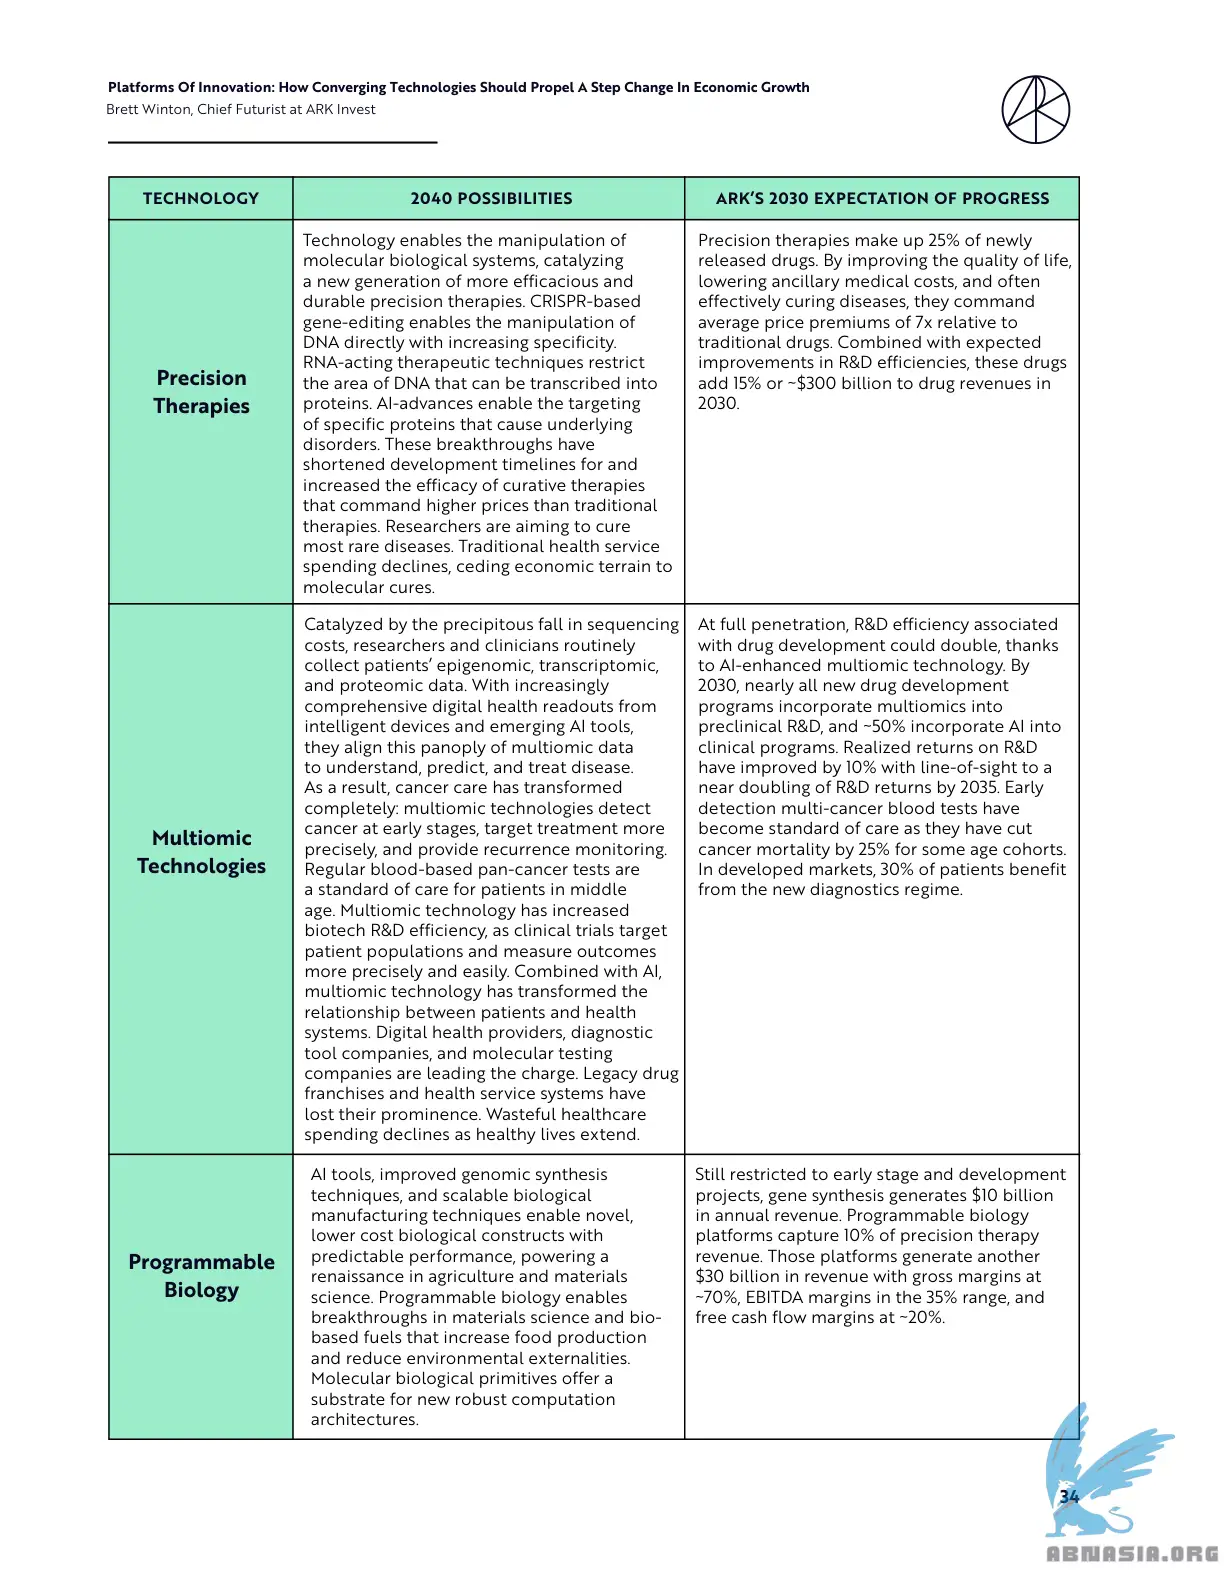 Platforms Of Innovation: How Converging Technologies Should Propel A Step Change In Economic Growth
Brett Winton, Chief Futurist at ARK Invest
TECHNOLOGY
2040 POSSIBILITIES
ARK'S 2030 EXPECTATION OF PROGRESS
Precision
Therapies
Technology enables the manipulation of
molecular biological systems, catalyzing
a new generation of more efficacious and
durable precision therapies. CRISPR-based
gene-editing enables the manipulation of
DNA directly with increasing specificity.
RNA-acting therapeutic techniques restrict
the area of DNA that can be transcribed into
proteins. AI-advances enable the targeting
of specific proteins that cause underlying
disorders. These breakthroughs have
shortened development timelines for and
increased the efficacy of curative therapies
that command higher prices than traditional
therapies. Researchers are aiming to cure
most rare diseases. Traditional health service
spending declines, ceding economic terrain to
molecular cures.
Precision therapies make up 25% of newly
released drugs. By improving the quality of life,
lowering ancillary medical costs, and often
effectively curing diseases, they command
average price premiums of 7x relative to
traditional drugs. Combined with expected
improvements in R&D efficiencies, these drugs
add 15% or ~$300 billion to drug revenues in
2030.
Multiomic
Technologies
Catalyzed by the precipitous fall in sequencing
costs, researchers and clinicians routinely
collect patients' epigenomic, transcriptomic,
and proteomic data. With increasingly
comprehensive digital health readouts from
intelligent devices and emerging AI tools,
they align this panoply of multiomic data
to understand, predict, and treat disease.
As a result, cancer care has transformed
completely: multiomic technologies detect
cancer at early stages, target treatment more
precisely, and provide recurrence monitoring.
Regular blood-based pan-cancer tests are
a standard of care for patients in middle
age. Multiomic technology has increased
biotech R&D efficiency, as clinical trials target
patient populations and measure outcomes
more precisely and easily. Combined with AI,
multiomic technology has transformed the
relationship between patients and health
systems. Digital health providers, diagnostic
tool companies, and molecular testing
companies are leading the charge. Legacy drug
franchises and health service systems have
lost their prominence. Wasteful healthcare
spending declines as healthy lives extend.
At full penetration, R&D efficiency associated
with drug development could double, thanks
to AI-enhanced multiomic technology. By
2030, nearly all new drug development
programs incorporate multiomics into
preclinical R&D, and ~50% incorporate AI into
clinical programs. Realized returns on R&D
have improved by 10% with line-of-sight to a
near doubling of R&D returns by 2035. Early
detection multi-cancer blood tests have
become standard of care as they have cut
cancer mortality by 25% for some age cohorts.
In developed markets, 30% of patients benefit
from the new diagnostics regime.
Programmable
Biology
AI tools, improved genomic synthesis
techniques, and scalable biological
manufacturing techniques enable novel,
lower cost biological constructs with
predictable performance, powering a
renaissance in agriculture and materials
science. Programmable biology enables
breakthroughs in materials science and bio-
based fuels that increase food production
and reduce environmental externalities.
Molecular biological primitives offer a
substrate for new robust computation
architectures.
Still restricted to early stage and development
projects, gene synthesis generates $10 billion
in annual revenue. Programmable biology
platforms capture 10% of precision therapy
revenue. Those platforms generate another
$30 billion in revenue with gross margins at
~70%, EBITDA margins in the 35% range, and
free cash flow margins at ~20%.
34
ABNASIA.ORG